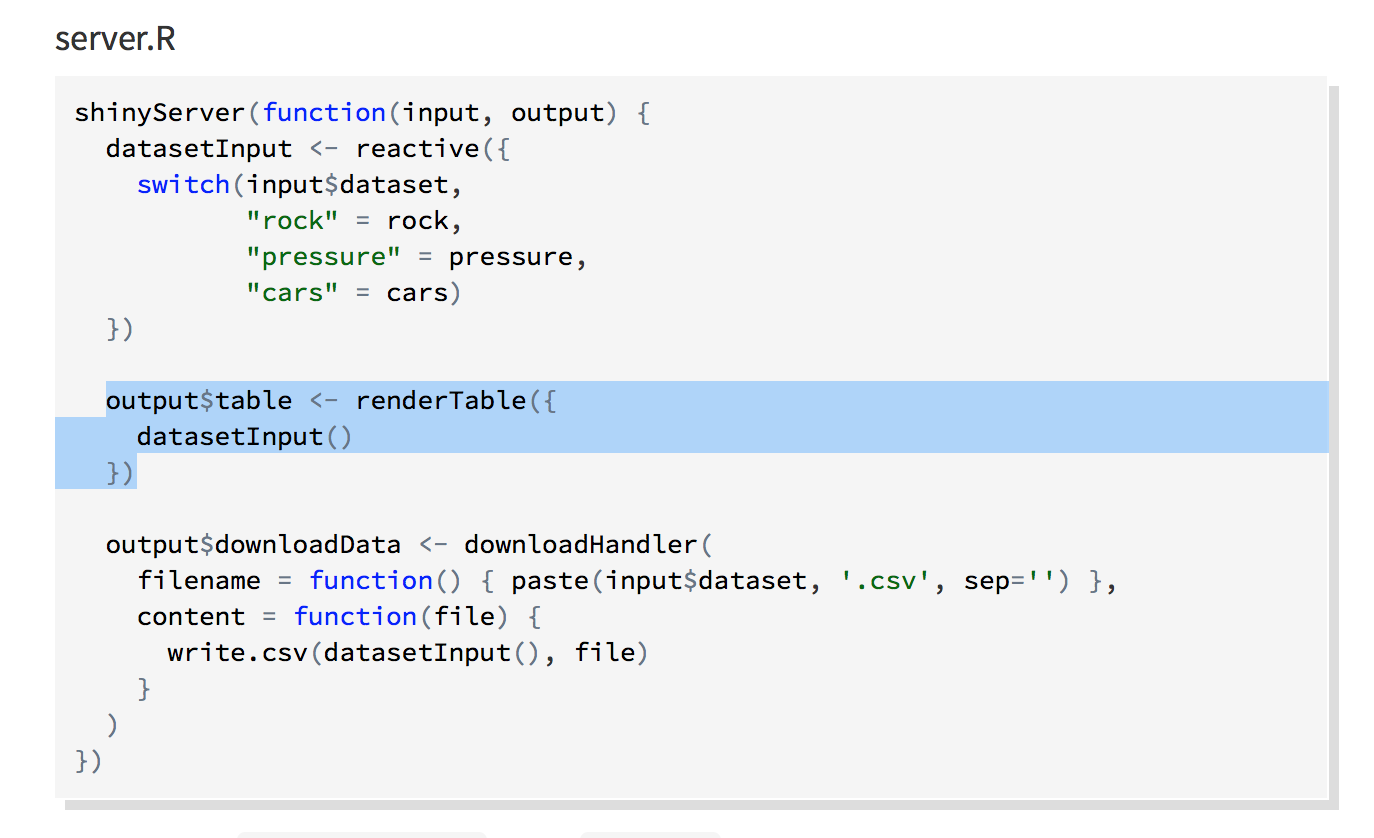 server.R
shinyServer(function(input, output) {
  datasetInput <- reactive({
    switch(input$dataset,
           "rock" = rock,
           "pressure" = pressure,
           "cars" = cars)
  })

  output$table <- renderTable({
    datasetInput()
  })

  output$downloadData <- downloadHandler(
    filename = function() { paste(input$dataset, '.csv', sep='') },
    content = function(file) {
      write.csv(datasetInput(), file)
    }
  )
})